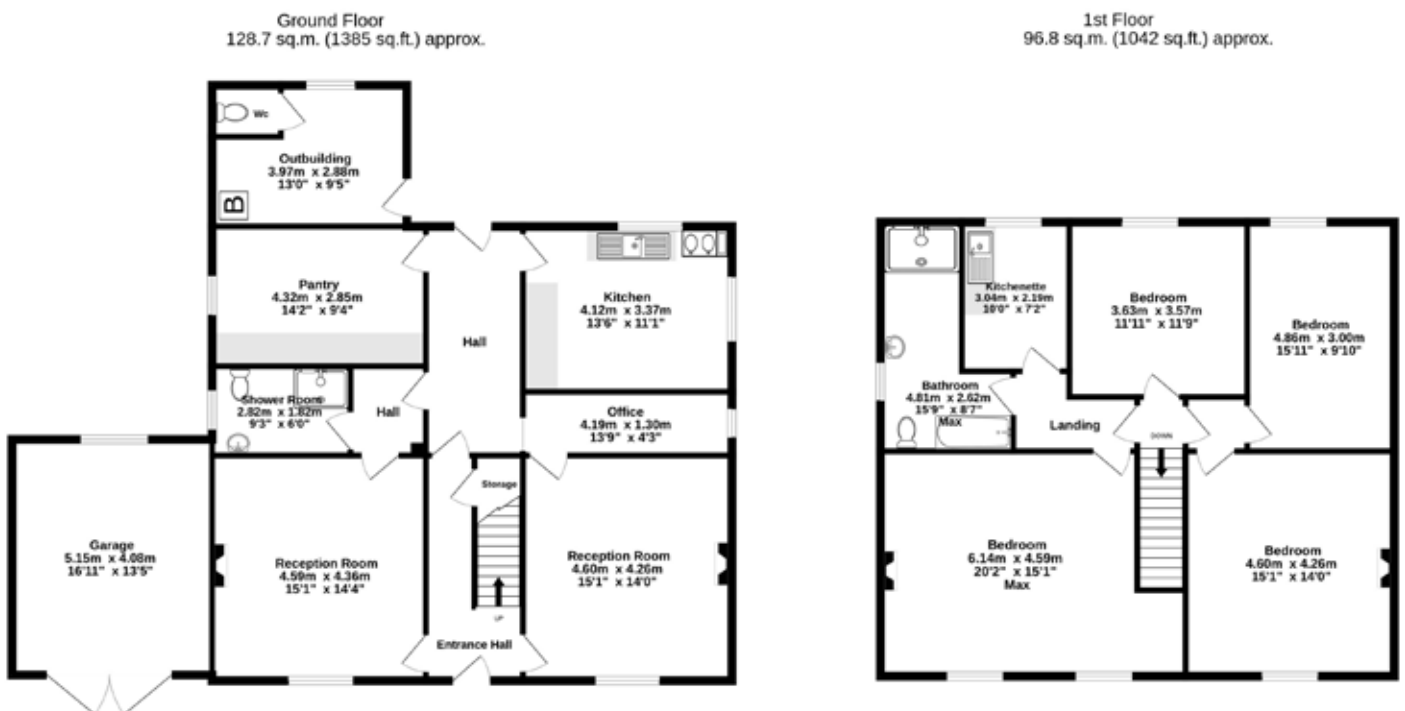 Ground Floor
128.7 sq.m. (1385 sq.ft.) approx.
Wc
Outbuilding
3.97m x 2.88m
13'0" x 9'5"
B
Pantry
4.32m x 2.85m
14'2" x 9'4"
Kitchen
4.12m x 3.37m
13'6" x 11'1"
Hall
Shower Room
2.82m x 1.82m
9'3" x 6'0"
Hall
Office
4.19m x 1.30m
13'9" x 4'3"
Storage
Garage
5.15m x 4.08m
16'11" x 13'5"
Reception Room
4.59m x 4.36m
15'1" x 14'4"
Reception Room
4.60m x 4.26m
15'1" x 14'0"
UP
Entrance Hall
1st Floor
96.8 sq.m. (1042 sq.ft.) approx.
Kitchenette
3.04m x 2.19m
10'0" x 7'2"
Bedroom
3.63m x 3.57m
11'11" x 11'9"
Bedroom
4.86m x 3.00m
15'11" x 9'10"
Bathroom
4.81m x 2.62m
15'9" x 8'7"
Max
Landing
DOWN
Bedroom
6.14m x 4.59m
20'2" x 15'1"
Max
Bedroom
4.60m x 4.26m
15'1" x 14'0"